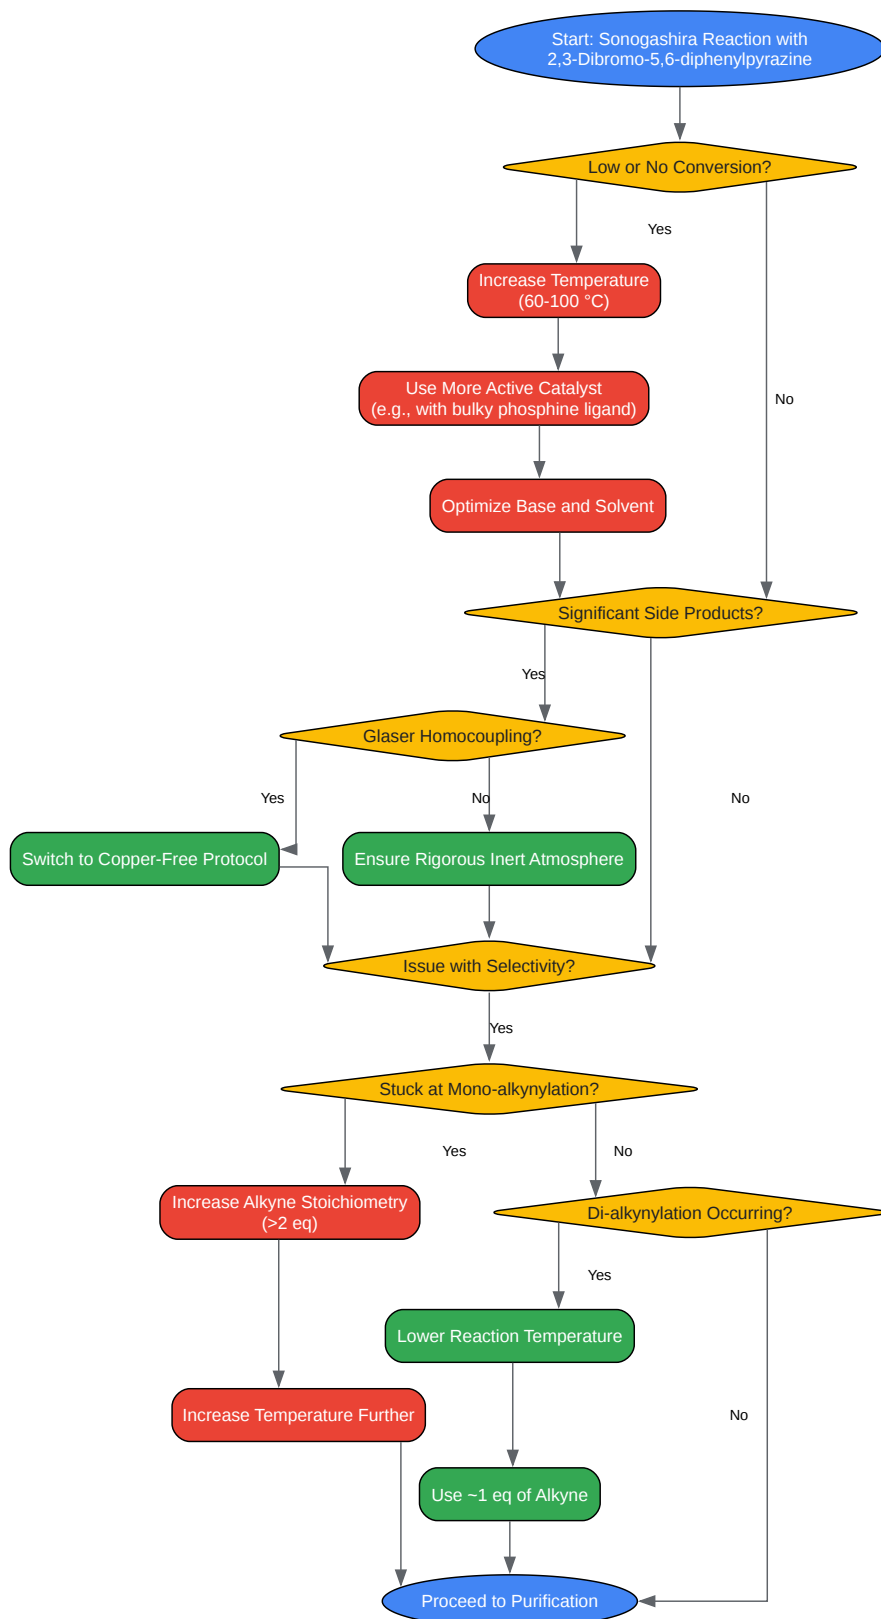 Start: Sonogashira Reaction with
2,3-Dibromo-5,6-diphenylpyrazine
Low or No Conversion?
Yes
Increase Temperature
(60-100 °C)
Use More Active Catalyst
(e.g., with bulky phosphine ligand)
No
Optimize Base and Solvent
Significant Side Products?
Yes
Glaser Homocoupling?
Yes
No
No
Switch to Copper-Free Protocol
Ensure Rigorous Inert Atmosphere
Issue with Selectivity?
Yes
Stuck at Mono-alkynylation?
Yes
No
Increase Alkyne Stoichiometry
(>2 eq)
Di-alkynylation Occurring?
Yes
Lower Reaction Temperature
Increase Temperature Further
No
Use ~1 eq of Alkyne
Proceed to Purification